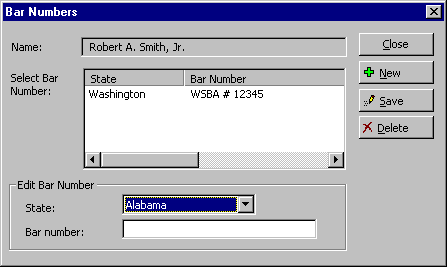 Bar Numbers
Name: Robert A. Smith, Jr.
Close
Select Bar Number:
State Bar Number
Washington WSBA # 12345
New
Save
Delete
Edit Bar Number
State: Alabama
Bar number: